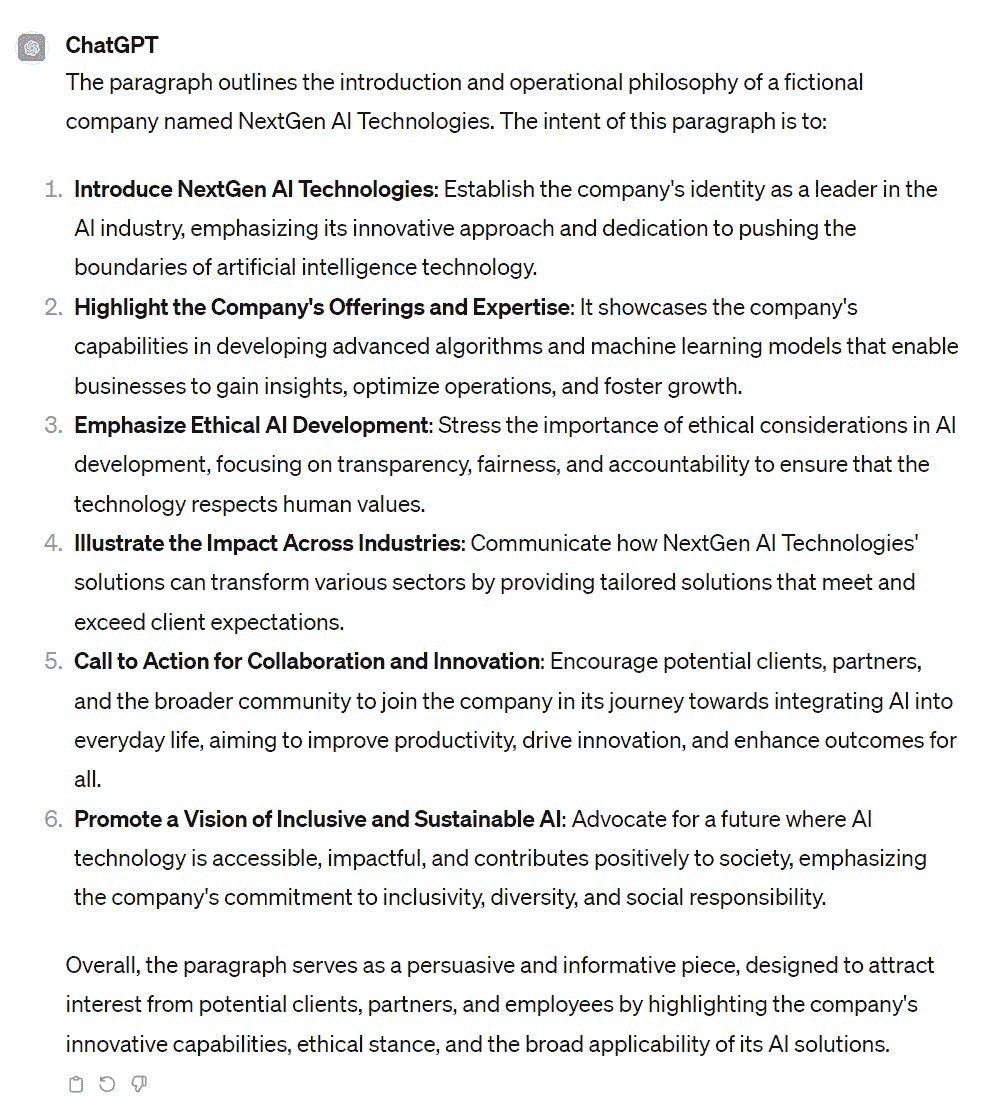 ChatGPT
The paragraph outlines the introduction and operational philosophy of a fictional
company named NextGen AI Technologies. The intent of this paragraph is to:
1. Introduce NextGen AI Technologies: Establish the company's identity as a leader in the
AI industry, emphasizing its innovative approach and dedication to pushing the
boundaries of artificial intelligence technology.
2. Highlight the Company's Offerings and Expertise: It showcases the company's
capabilities in developing advanced algorithms and machine learning models that enable
businesses to gain insights, optimize operations, and foster growth.
3. Emphasize Ethical AI Development: Stress the importance of ethical considerations in AI
development, focusing on transparency, fairness, and accountability to ensure that the
technology respects human values.
4. Illustrate the Impact Across Industries: Communicate how NextGen AI Technologies'
solutions can transform various sectors by providing tailored solutions that meet and
exceed client expectations.
5. Call to Action for Collaboration and Innovation: Encourage potential clients, partners,
and the broader community to join the company in its journey towards integrating AI into
everyday life, aiming to improve productivity, drive innovation, and enhance outcomes for
all.
6. Promote a Vision of Inclusive and Sustainable AI: Advocate for a future where AI
technology is accessible, impactful, and contributes positively to society, emphasizing
the company's commitment to inclusivity, diversity, and social responsibility.
Overall, the paragraph serves as a persuasive and informative piece, designed to attract
interest from potential clients, partners, and employees by highlighting the company's
innovative capabilities, ethical stance, and the broad applicability of its AI solutions.